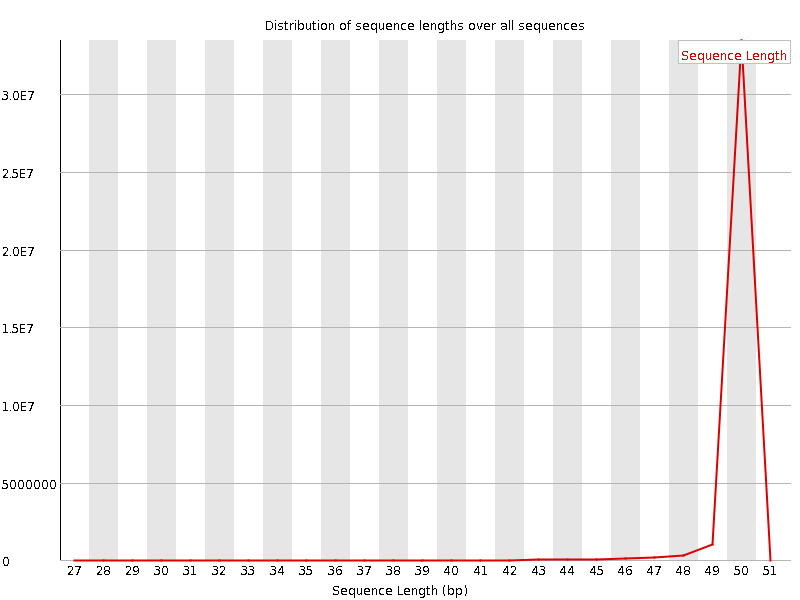 Distribution of sequence lengths over all sequences
Sequence Length
3.0E7
2.5E7
2.0E7
1.5E7
1.0E7
5000000
0
27 28 29 30 31 32 33 34 35 36 37 38 39 40 41 42 43 44 45 46 47 48 49 50 51
Sequence Length (bp)